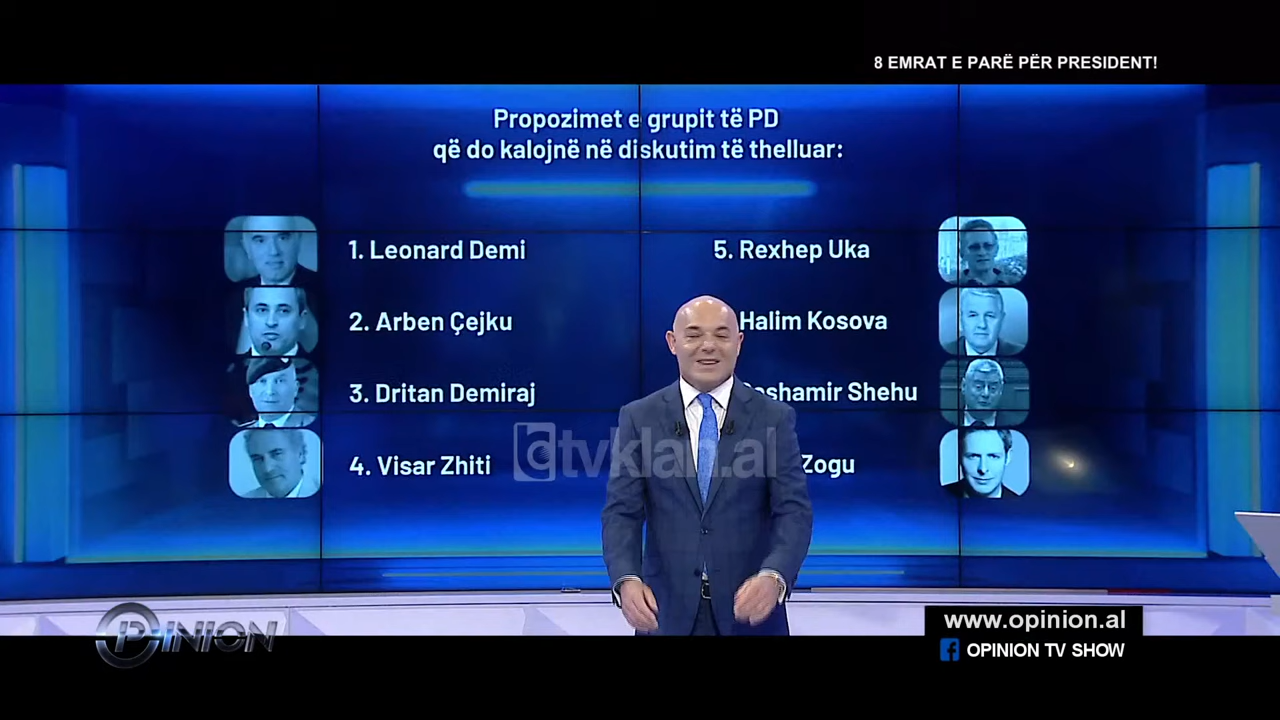 8 EMRAT E PARË PËR PRESIDENT!
Propozimet e grupit të PD
që do kalojnë në diskutim të thelluar:
1. Leonard Demi
2. Arben Çejku
3. Dritan Demiraj
4. Visar Zhiti
5. Rexhep Uka
Halim Kosova
Shehu
Zogu
tvklan.al
OPINION
www.opinion.al
OPINION TV SHOW